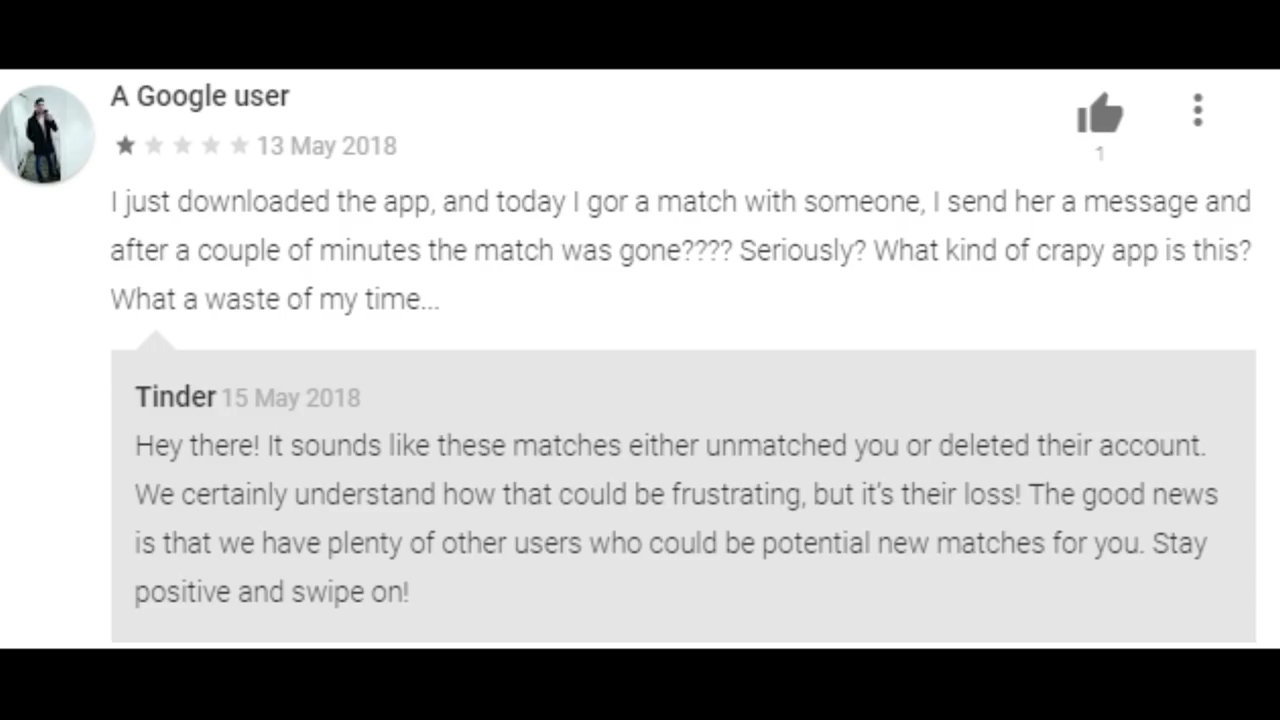 A Google user
13 May 2018
1
I just downloaded the app, and today I gor a match with someone, I send her a message and
after a couple of minutes the match was gone???? Seriously? What kind of crapy app is this?
What a waste of my time...
Tinder 15 May 2018
Hey there! It sounds like these matches either unmatched you or deleted their account.
We certainly understand how that could be frustrating, but it's their loss! The good news
is that we have plenty of other users who could be potential new matches for you. Stay
positive and swipe on!